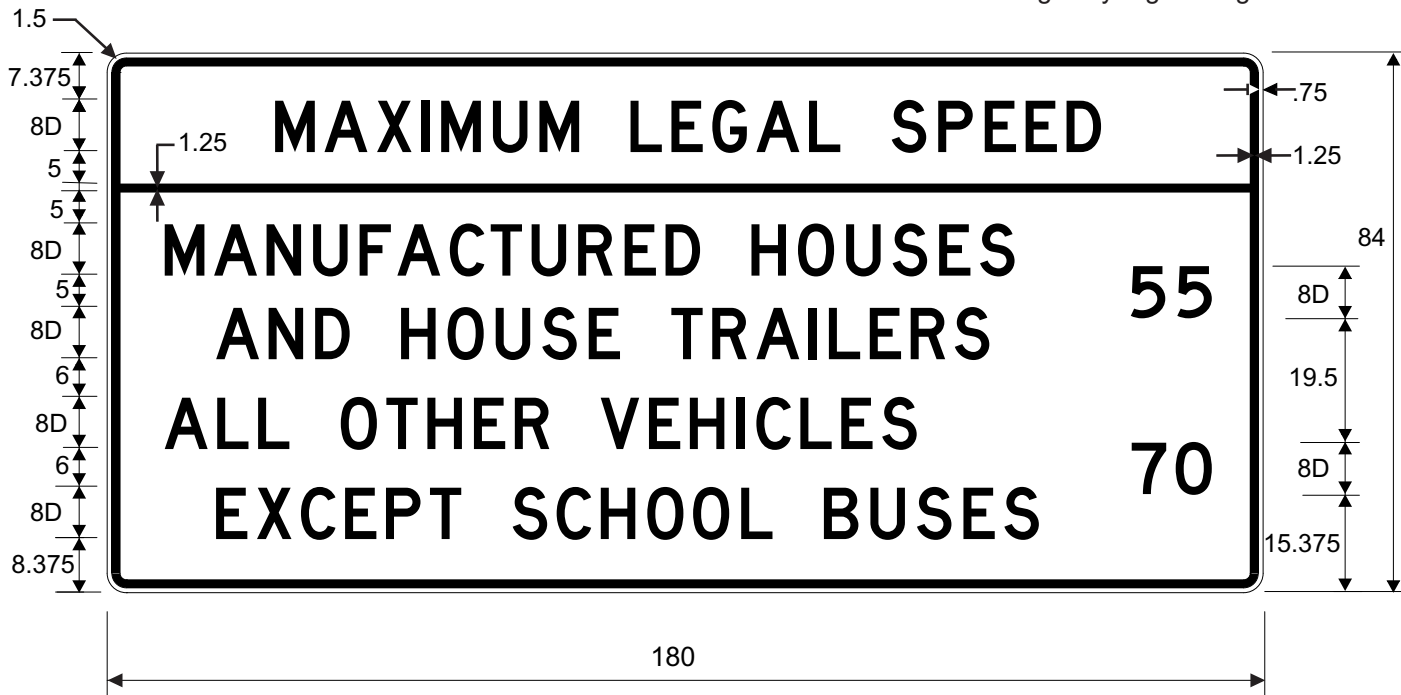 1.5
7.375
8D
5
5
8D
5
8D
6
8D
6
8D
8.375
1.25
MAXIMUM LEGAL SPEED
MANUFACTURED HOUSES
AND HOUSE TRAILERS
55
ALL OTHER VEHICLES
EXCEPT SCHOOL BUSES
70
.75
1.25
84
8D
19.5
8D
15.375
180